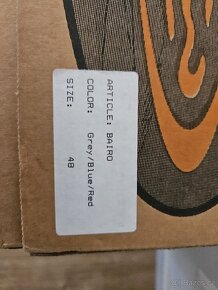 ARTICLE: BAIRO
COLOR: Grey/Blue/Red
SIZE: 48